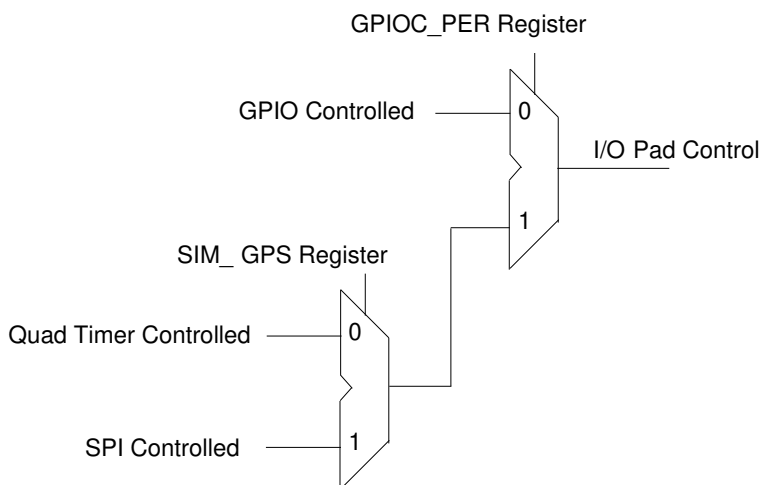 GPIOC_PER Register
GPIO Controlled
0
I/O Pad Control
1
SIM_ GPS Register
Quad Timer Controlled
0
SPI Controlled
1